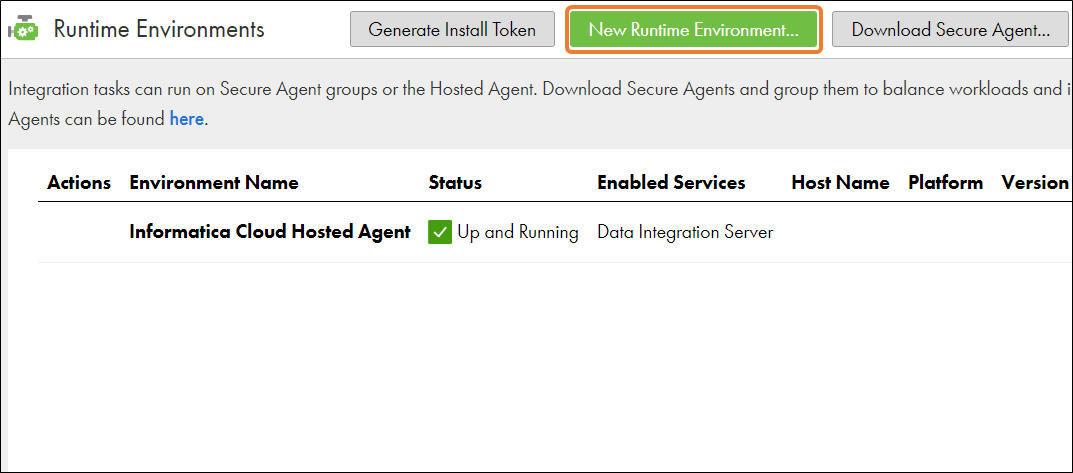 Runtime Environments
Generate Install Token
New Runtime Environment...
Download Secure Agent...
Integration tasks can run on Secure Agent groups or the Hosted Agent. Download Secure Agents and group them to balance workloads and i
Agents can be found here.
Actions Environment Name Status Enabled Services Host Name Platform Version
Informatica Cloud Hosted Agent Up and Running Data Integration Server